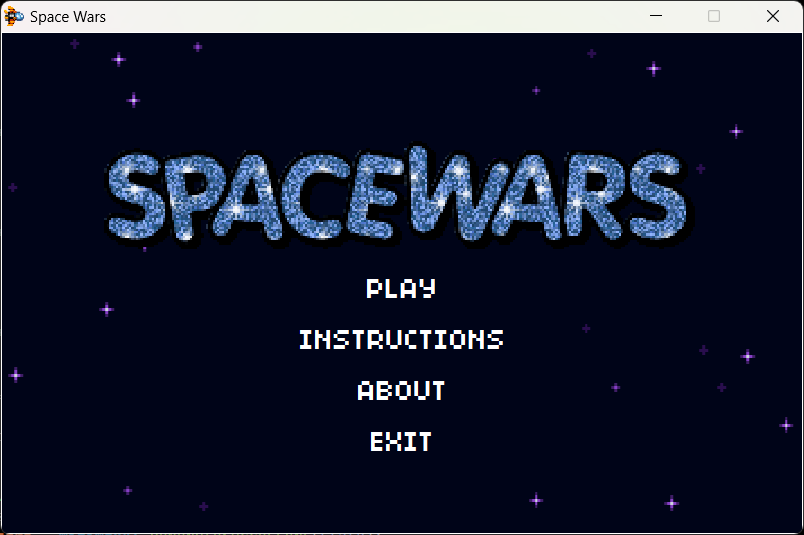 Space Wars
SPACEWARS
PLAY
INSTRUCTIONS
ABOUT
EXIT